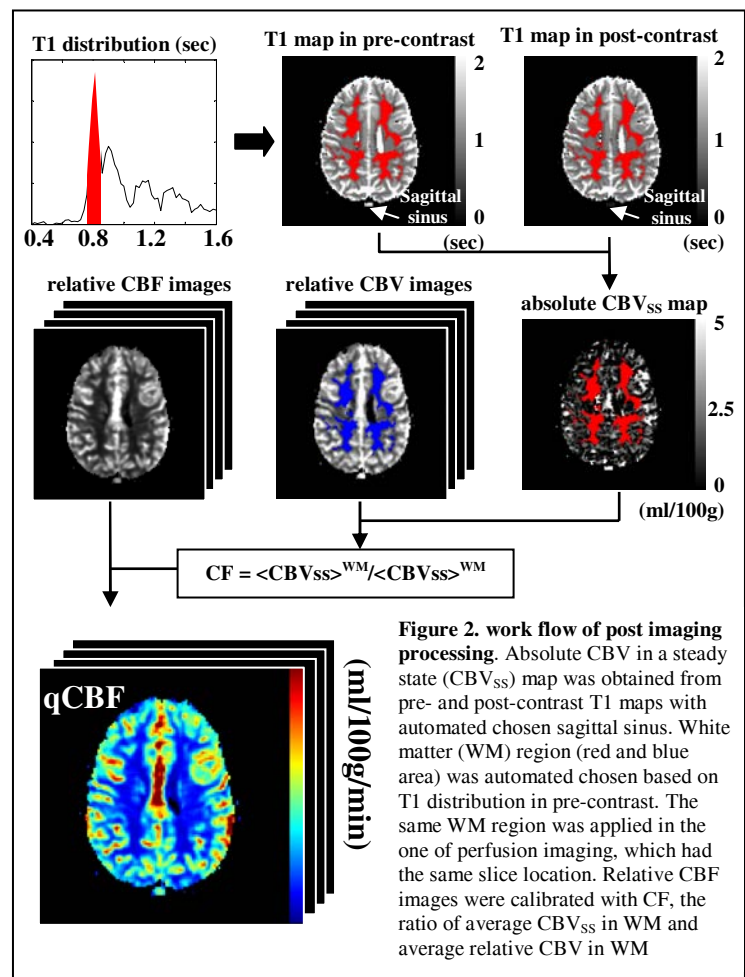 T1 distribution (sec)
0.4 0.8 1.2 1.6
T1 map in pre-contrast
2
1
0
(sec)
Sagittal
sinus
T1 map in post-contrast
2
1
0
(sec)
Sagittal
sinus
relative CBF images
relative CBV images
absolute CBVSS map
5
2.5
0
(ml/100g)
CF = <CBVss>WM/<CBVss>WM
qCBF
(ml/100g/min)
Figure 2. work flow of post imaging
processing. Absolute CBV in a steady
state (CBVSS) map was obtained from
pre- and post-contrast T1 maps with
automated chosen sagittal sinus. White
matter (WM) region (red and blue
area) was automated chosen based on
T1 distribution in pre-contrast. The
same WM region was applied in the
one of perfusion imaging, which had
the same slice location. Relative CBF
images were calibrated with CF, the
ratio of average CBVSS in WM and
average relative CBV in WM